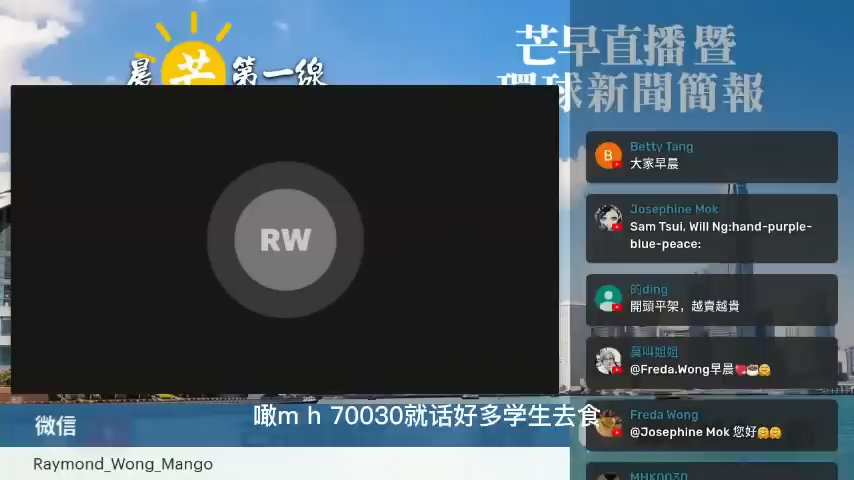 晨芒第一線
芒早直播暨
環球新聞簡報
RW
B
Betty Tang
大家早晨
Josephine Mok
Sam Tsui, Will Ng:hand-purple-
blue-peace:
的ding
開頭平架，越賣越貴
莫叫姐姐
@Freda.Wong早晨
Freda Wong
@Josephine Mok 您好
MHK0030
噉m h 70030就话好多学生去食
微信
Raymond_Wong_Mango